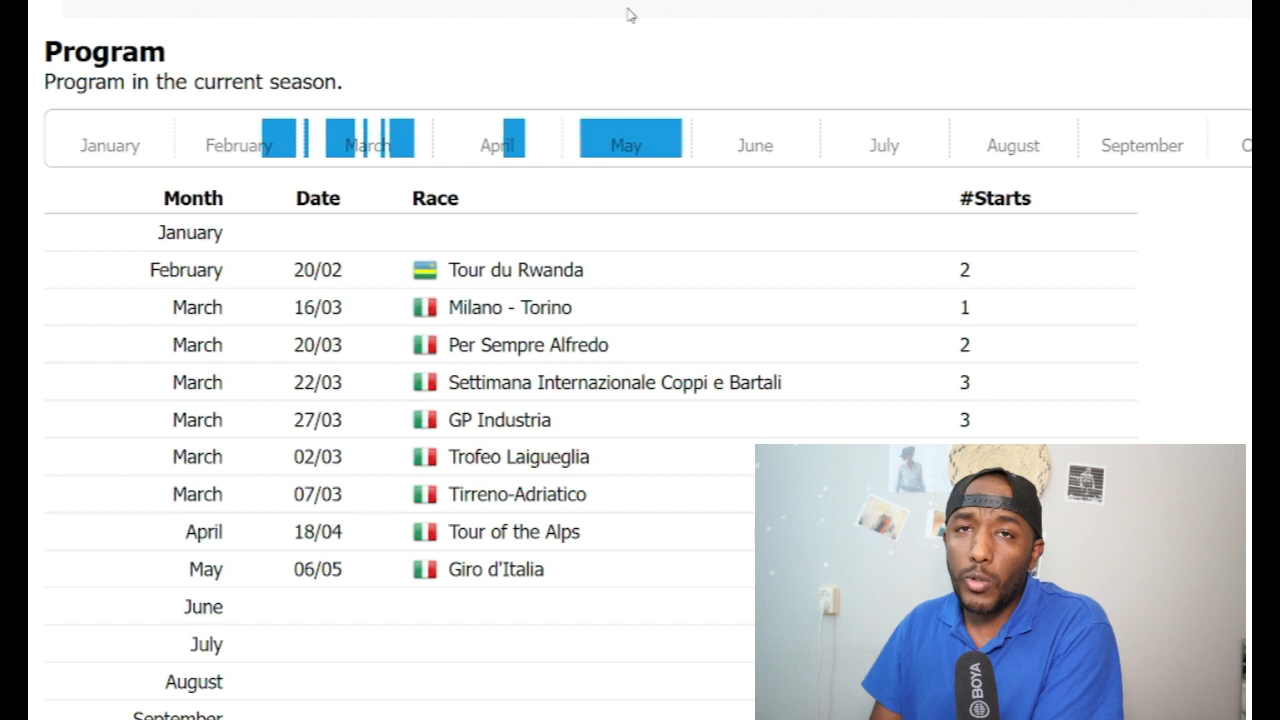 Program
Program in the current season.
January February March April May June July August September
Month Date Race #Starts
January
February 20/02 Tour du Rwanda 2
March 16/03 Milano - Torino 1
March 20/03 Per Sempre Alfredo 2
March 22/03 Settimana Internazionale Coppi e Bartali 3
March 27/03 GP Industria 3
March 02/03 Trofeo Laigueglia
March 07/03 Tirreno-Adriatico
April 18/04 Tour of the Alps
May 06/05 Giro d'Italia
June
July
August
September
BOYA